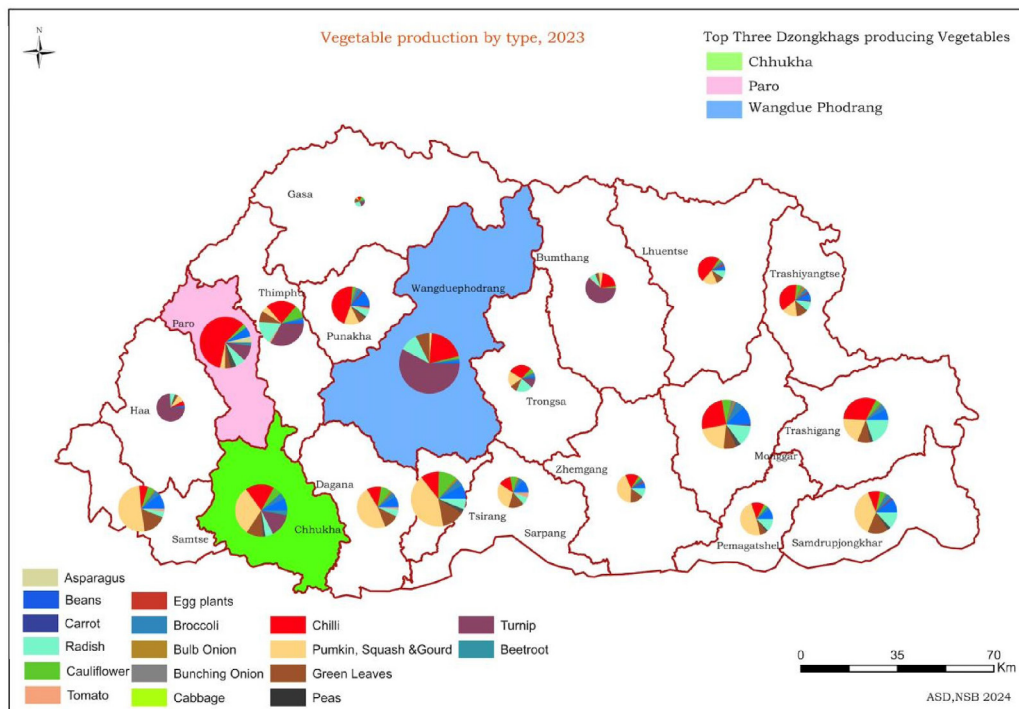 N
Vegetable production by type, 2023
Top Three Dzongkhags producing Vegetables
Chhukha
Paro
Wangdue Phodrang
Gasa
Bumthang
Lhuentse
Trashiyangtse
Thimphu
Wangduephodrang
Paro
Punakha
Trongsa
Haa
Trashigang
Monggar
Zhemgang
Dagana
Tsirang
Chhukha
Samtse
Sarpang
Pemagatshel
Samdrupjongkhar
Asparagus
Beans
Carrot
Radish
Cauliflower
Tomato
Egg plants
Broccoli
Bulb Onion
Bunching Onion
Cabbage
Chilli
Pumkin, Squash &Gourd
Green Leaves
Peas
Turnip
Beetroot
0 35 70
Km
ASD,NSB 2024